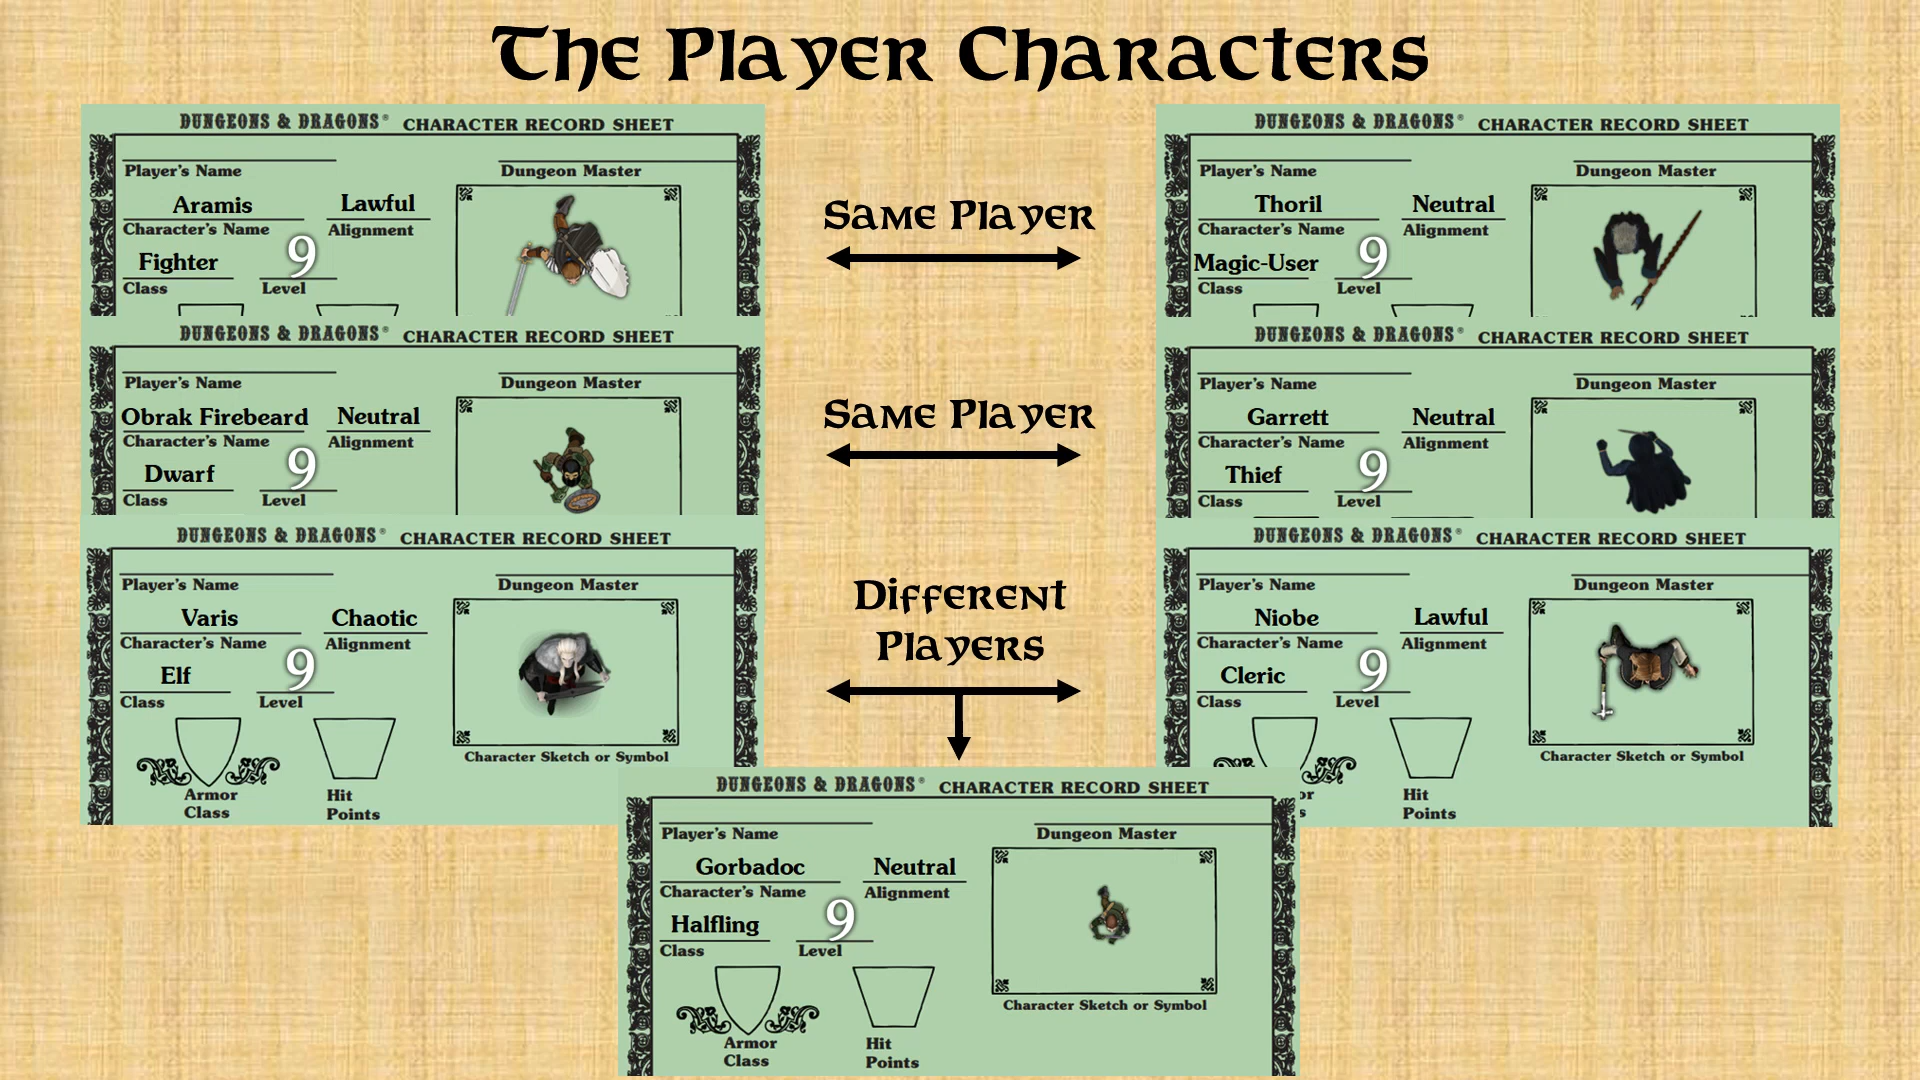 The Player Characters
DUNGEONS & DRAGONS® CHARACTER RECORD SHEET
Player's Name
Dungeon Master
Aramis
Lawful
Character's Name
Alignment
Fighter
9
Class
Level
Same Player
DUNGEONS & DRAGONS® CHARACTER RECORD SHEET
Player's Name
Dungeon Master
Thoril
Neutral
Character's Name
Alignment
Magic-User
9
Class
Level
DUNGEONS & DRAGONS® CHARACTER RECORD SHEET
Player's Name
Dungeon Master
Obrak Firebeard
Neutral
Character's Name
Alignment
Dwarf
9
Class
Level
Same Player
DUNGEONS & DRAGONS® CHARACTER RECORD SHEET
Player's Name
Dungeon Master
Garrett
Neutral
Character's Name
Alignment
Thief
9
Class
Level
DUNGEONS & DRAGONS® CHARACTER RECORD SHEET
Player's Name
Dungeon Master
Varis
Chaotic
Character's Name
Alignment
Elf
9
Class
Level
Character Sketch or Symbol
Armor
Class
Hit
Points
Different
Players
DUNGEONS & DRAGONS® CHARACTER RECORD SHEET
Player's Name
Dungeon Master
Niobe
Lawful
Character's Name
Alignment
Cleric
9
Class
Level
Character Sketch or Symbol
or
s
Hit
Points
DUNGEONS & DRAGONS® CHARACTER RECORD SHEET
Player's Name
Dungeon Master
Gorbadoc
Neutral
Character's Name
Alignment
Halfling
9
Class
Level
Character Sketch or Symbol
Armor
Class
Hit
Points